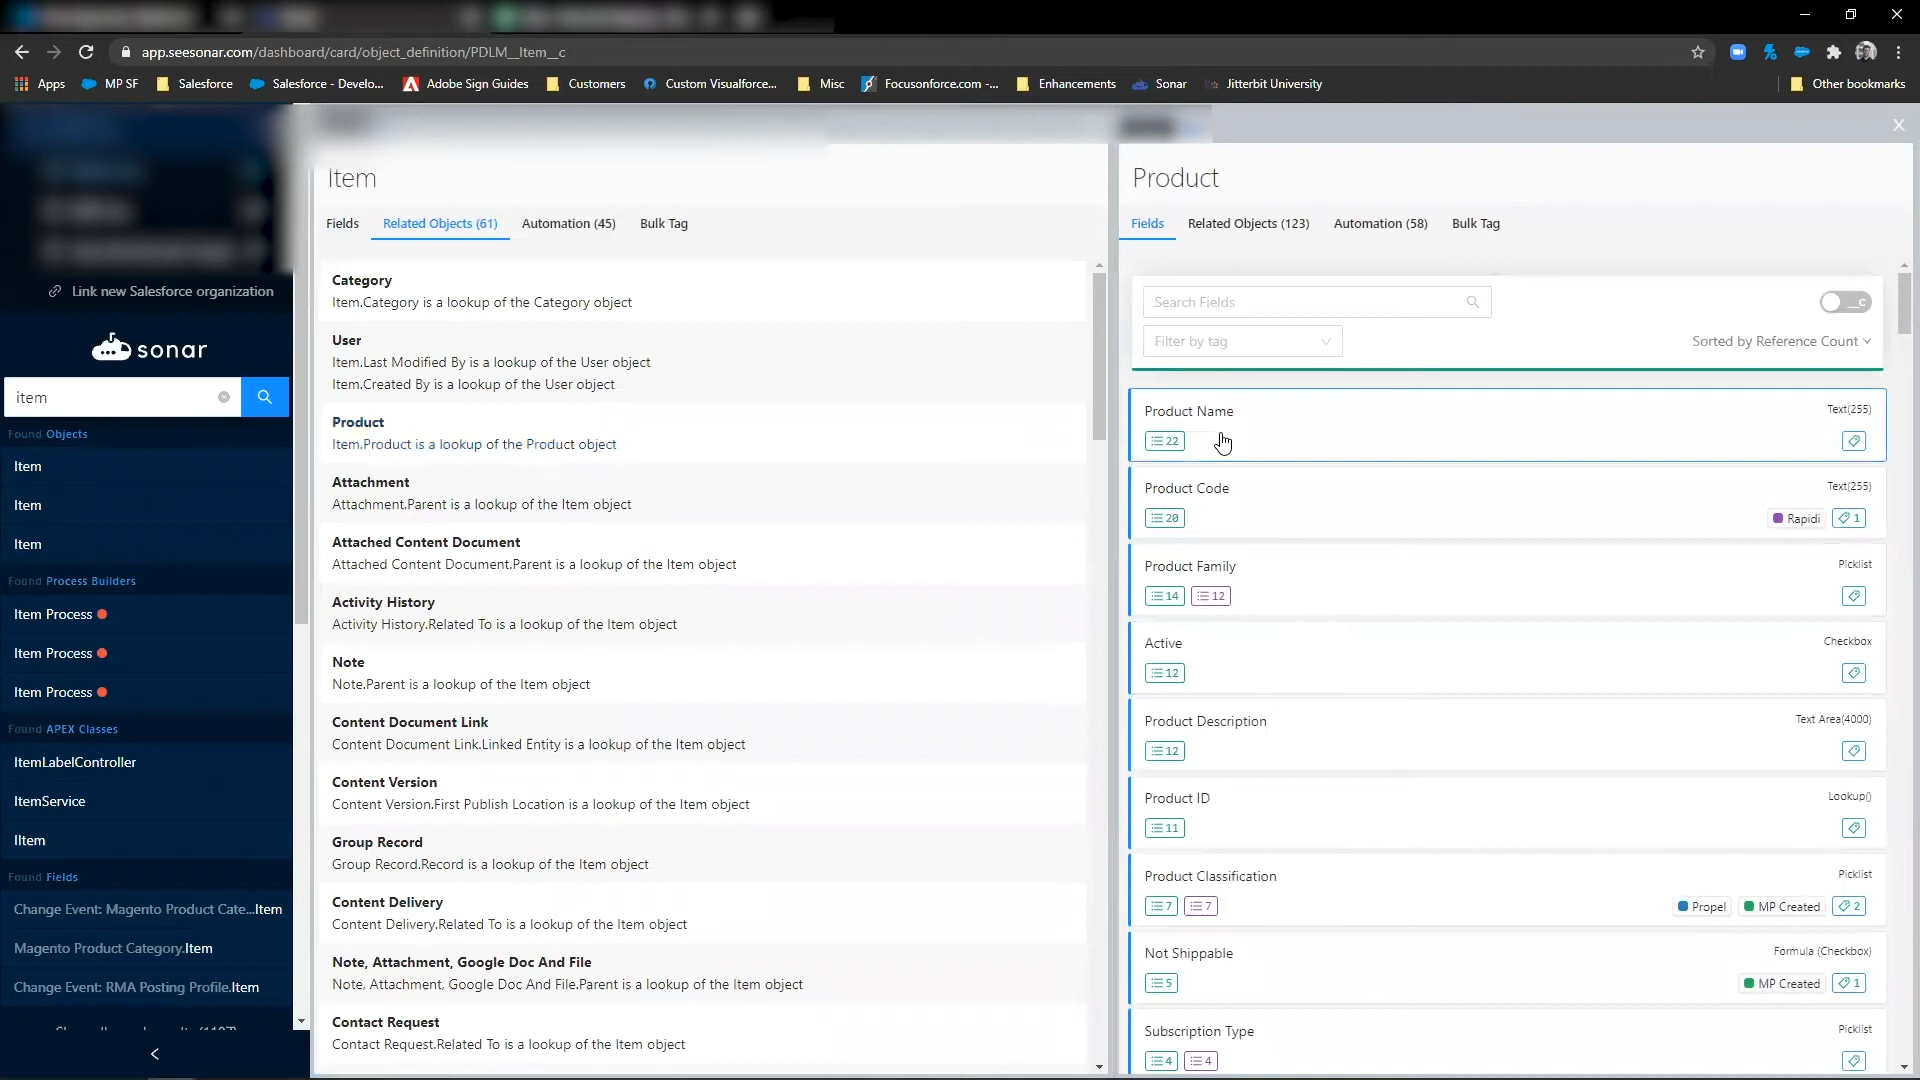 app.seesonar.com/dashboard/card/object_definition/PDLM__Item__c
Apps
MP SF
Salesforce
Salesforce - Develo...
Adobe Sign Guides
Customers
Custom Visualforce...
Misc
Focusonforce.com -...
Enhancements
Sonar
Jitterbit University
Other bookmarks
Link new Salesforce organization
sonar
item
Found Objects
Item
Item
Item
Found Process Builders
Item Process
Item Process
Item Process
Found APEX Classes
ItemLabelController
ItemService
IItem
Found Fields
Change Event: Magento Product Cate...Item
Magento Product Category.Item
Change Event: RMA Posting Profile.Item
Item
Fields
Related Objects (61)
Automation (45)
Bulk Tag
Category
Item.Category is a lookup of the Category object
User
Item.Last Modified By is a lookup of the User object
Item.Created By is a lookup of the User object
Product
Item.Product is a lookup of the Product object
Attachment
Attachment.Parent is a lookup of the Item object
Attached Content Document
Attached Content Document.Parent is a lookup of the Item object
Activity History
Activity History.Related To is a lookup of the Item object
Note
Note.Parent is a lookup of the Item object
Content Document Link
Content Document Link.Linked Entity is a lookup of the Item object
Content Version
Content Version.First Publish Location is a lookup of the Item object
Group Record
Group Record.Record is a lookup of the Item object
Content Delivery
Content Delivery.Related To is a lookup of the Item object
Note, Attachment, Google Doc And File
Note, Attachment, Google Doc And File.Parent is a lookup of the Item object
Contact Request
Contact Request.Related To is a lookup of the Item object
Product
Fields
Related Objects (123)
Automation (58)
Bulk Tag
Search Fields
__c
Filter by tag
Sorted by Reference Count
Product Name
Text(255)
22
Product Code
Text(255)
20
Rapidi
1
Product Family
Picklist
14
12
Active
Checkbox
12
Product Description
Text Area(4000)
12
Product ID
Lookup()
11
Product Classification
Picklist
7
7
Propel
MP Created
2
Not Shippable
Formula (Checkbox)
5
MP Created
1
Subscription Type
Picklist
4
4